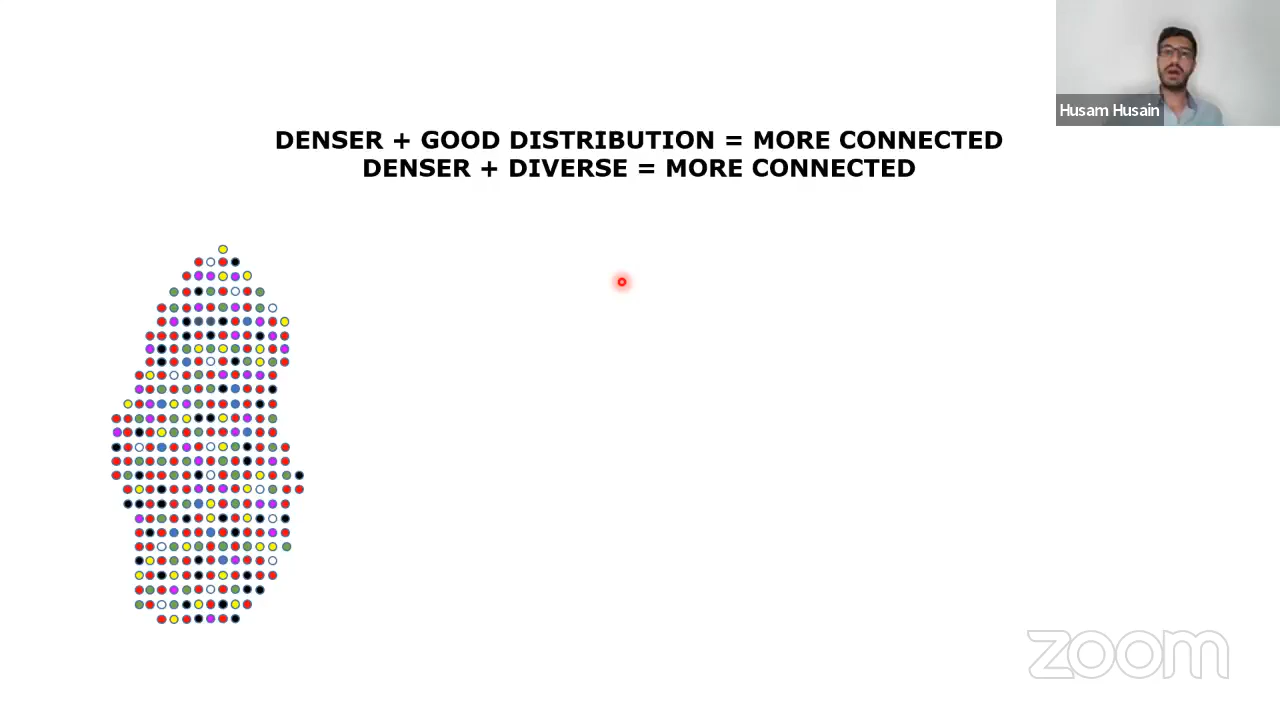 Husam Husain
DENSER + GOOD DISTRIBUTION = MORE CONNECTED
DENSER + DIVERSE = MORE CONNECTED
zoom